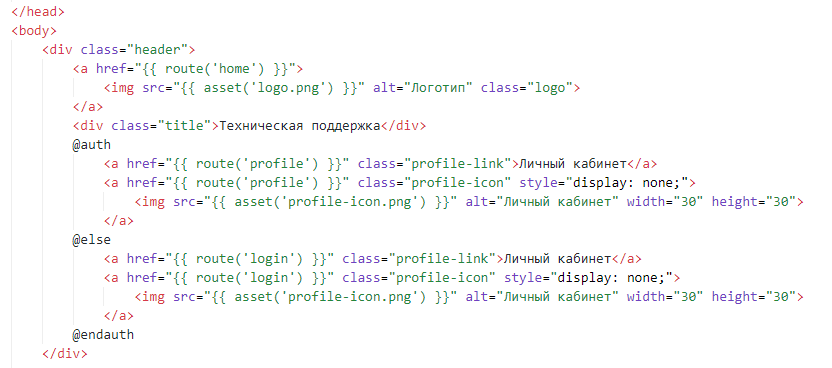 </head>
<body>
    <div class="header">
        <a href="{{ route('home') }}">
            <img src="{{ asset('logo.png') }}" alt="Логотип" class="logo">
        </a>
        <div class="title">Техническая поддержка</div>
        @auth
            <a href="{{ route('profile') }}" class="profile-link">Личный кабинет</a>
            <a href="{{ route('profile') }}" class="profile-icon" style="display: none;">
                <img src="{{ asset('profile-icon.png') }}" alt="Личный кабинет" width="30" height="30">
            </a>
        @else
            <a href="{{ route('login') }}" class="profile-link">Личный кабинет</a>
            <a href="{{ route('login') }}" class="profile-icon" style="display: none;">
                <img src="{{ asset('profile-icon.png') }}" alt="Личный кабинет" width="30" height="30">
            </a>
        @endauth
    </div>